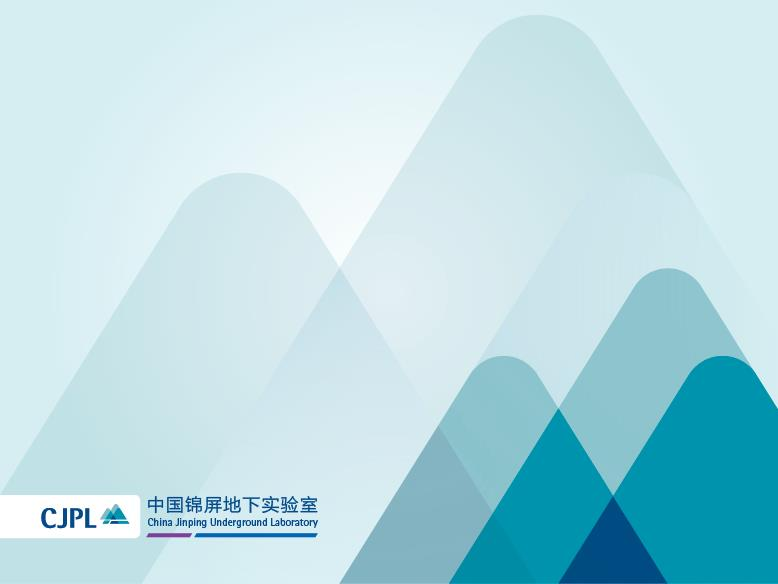 CJPL
中国锦屏地下实验室
China Jinping Underground Laboratory